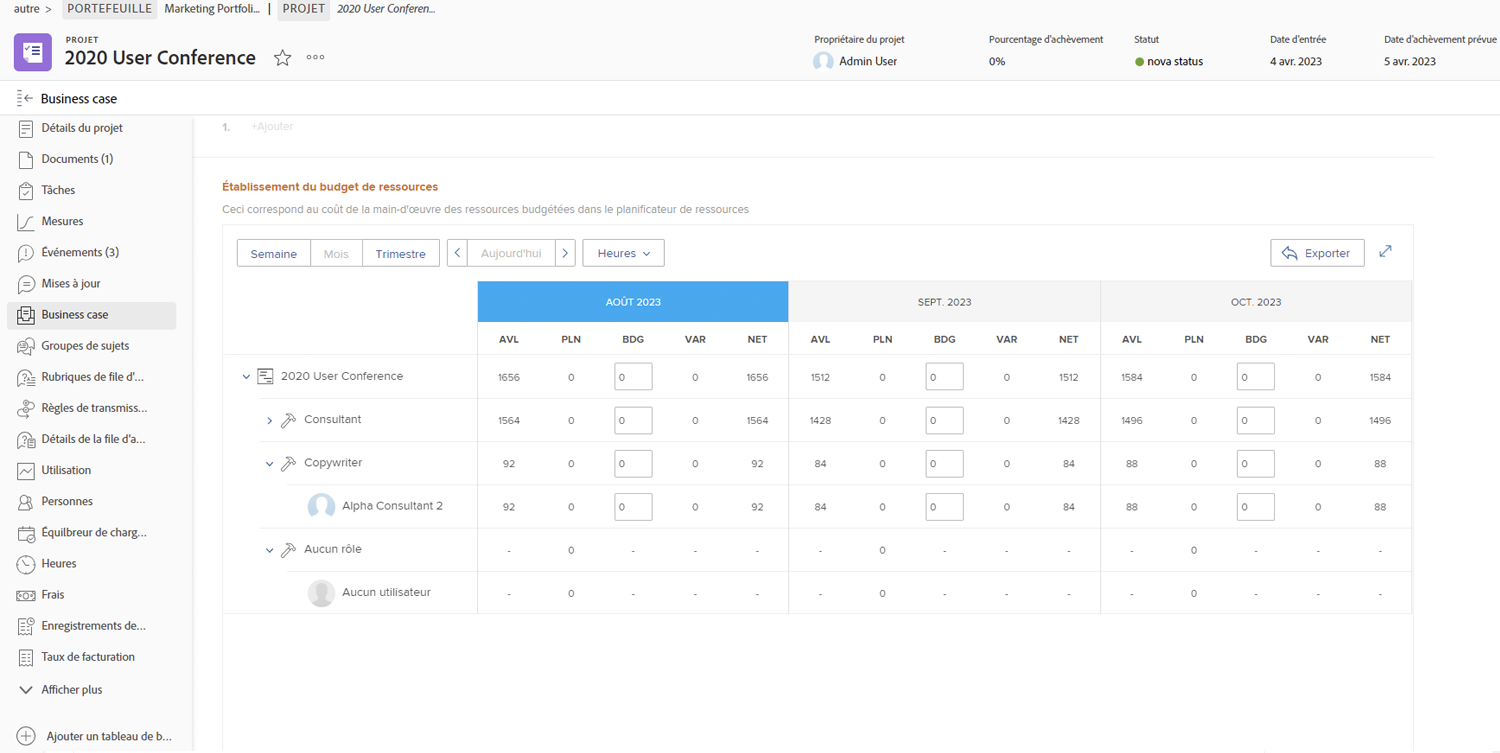 autre > PORTEFEUILLE Marketing Portfoli... | PROJET 2020 User Conferen...
PROJET
2020 User Conference
Propriétaire du projet
Admin User
Pourcentage d'achèvement
0%
Statut
nova status
Date d'entrée
4 avr. 2023
Date d'achèvement prévue
5 avr. 2023
Business case
Détails du projet
Documents (1)
Tâches
Mesures
Événements (3)
Mises à jour
Business case
Groupes de sujets
Rubriques de file d'...
Règles de transmiss...
Détails de la file d'a...
Utilisation
Personnes
Équilbreur de charg...
Heures
Frais
Enregistrements de...
Taux de facturation
Afficher plus
Ajouter un tableau de b...
1. +Ajouter
Établissement du budget de ressources
Ceci correspond au coût de la main-d'œuvre des ressources budgétées dans le planificateur de ressources
Semaine Mois Trimestre < Aujourd'hui > Heures Exporter
AOÛT 2023 SEPT. 2023 OCT. 2023
AVL PLN BDG VAR NET AVL PLN BDG VAR NET AVL PLN BDG VAR NET
2020 User Conference 1656 0 0 0 1656 1512 0 0 0 1512 1584 0 0 0 1584
Consultant 1564 0 0 0 1564 1428 0 0 0 1428 1496 0 0 0 1496
Copywriter 92 0 0 0 92 84 0 0 0 84 88 0 0 0 88
Alpha Consultant 2 92 0 0 0 92 84 0 0 0 84 88 0 0 0 88
Aucun rôle - 0 - - - - 0 - - - - 0 - - -
Aucun utilisateur - 0 - - - - 0 - - - - 0 - - -